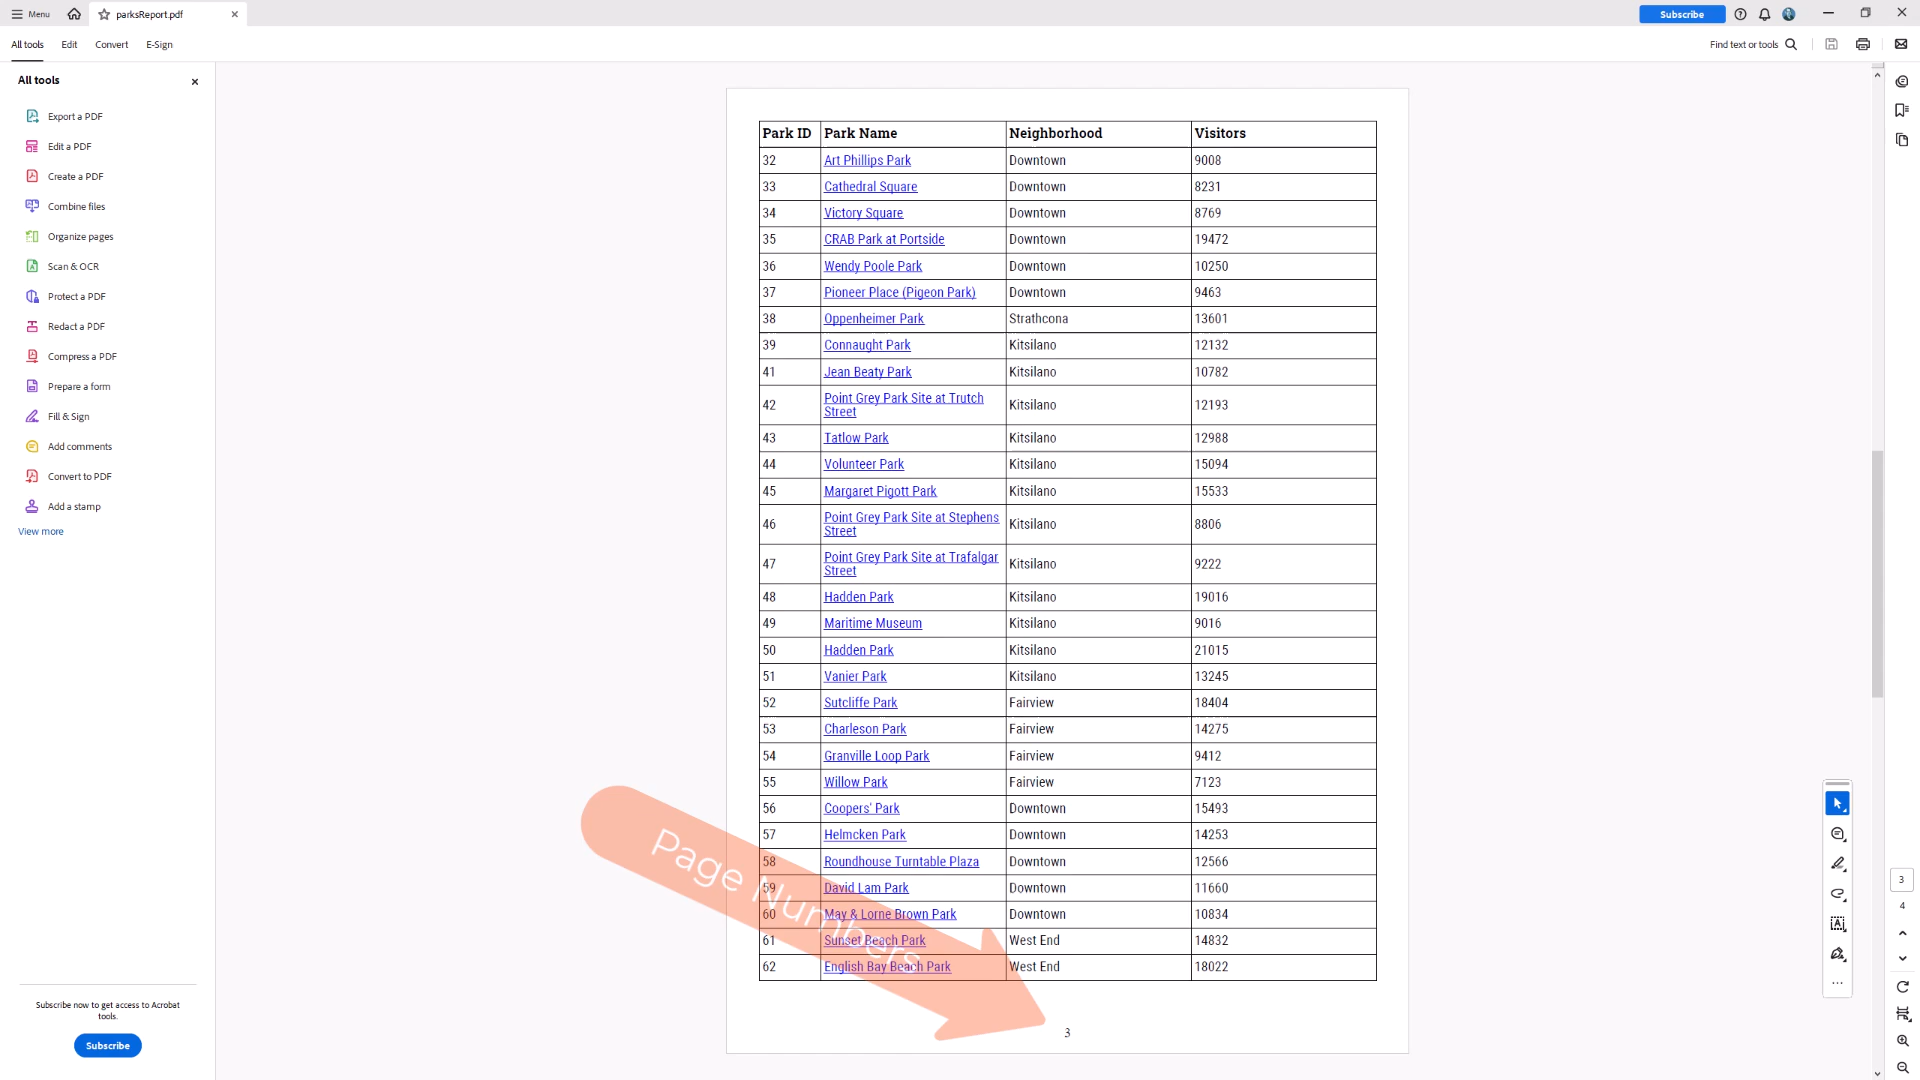 Menu
parksReport.pdf
Subscribe
All tools
Edit
Convert
E-Sign
Find text or tools
All tools
Export a PDF
Edit a PDF
Create a PDF
Combine files
Organize pages
Scan & OCR
Protect a PDF
Redact a PDF
Compress a PDF
Prepare a form
Fill & Sign
Add comments
Convert to PDF
Add a stamp
View more
Subscribe now to get access to Acrobat
tools.
Subscribe
Park ID Park Name Neighborhood Visitors
32 Art Phillips Park Downtown 9008
33 Cathedral Square Downtown 8231
34 Victory Square Downtown 8769
35 CRAB Park at Portside Downtown 19472
36 Wendy Poole Park Downtown 10250
37 Pioneer Place (Pigeon Park) Downtown 9463
38 Oppenheimer Park Strathcona 13601
39 Connaught Park Kitsilano 12132
41 Jean Beaty Park Kitsilano 10782
42 Point Grey Park Site at Trutch
Street Kitsilano 12193
43 Tatlow Park Kitsilano 12988
44 Volunteer Park Kitsilano 15094
45 Margaret Pigott Park Kitsilano 15533
46 Point Grey Park Site at Stephens
Street Kitsilano 8806
47 Point Grey Park Site at Trafalgar
Street Kitsilano 9222
48 Hadden Park Kitsilano 19016
49 Maritime Museum Kitsilano 9016
50 Hadden Park Kitsilano 21015
51 Vanier Park Kitsilano 13245
52 Sutcliffe Park Fairview 18404
53 Charleson Park Fairview 14275
54 Granville Loop Park Fairview 9412
55 Willow Park Fairview 7123
56 Coopers' Park Downtown 15493
57 Helmcken Park Downtown 14253
58 Roundhouse Turntable Plaza Downtown 12566
59 David Lam Park Downtown 11660
60 May & Lorne Brown Park Downtown 10834
61 Sunset Beach Park West End 14832
62 English Bay Beach Park West End 18022
Page Numbers
3
3
4